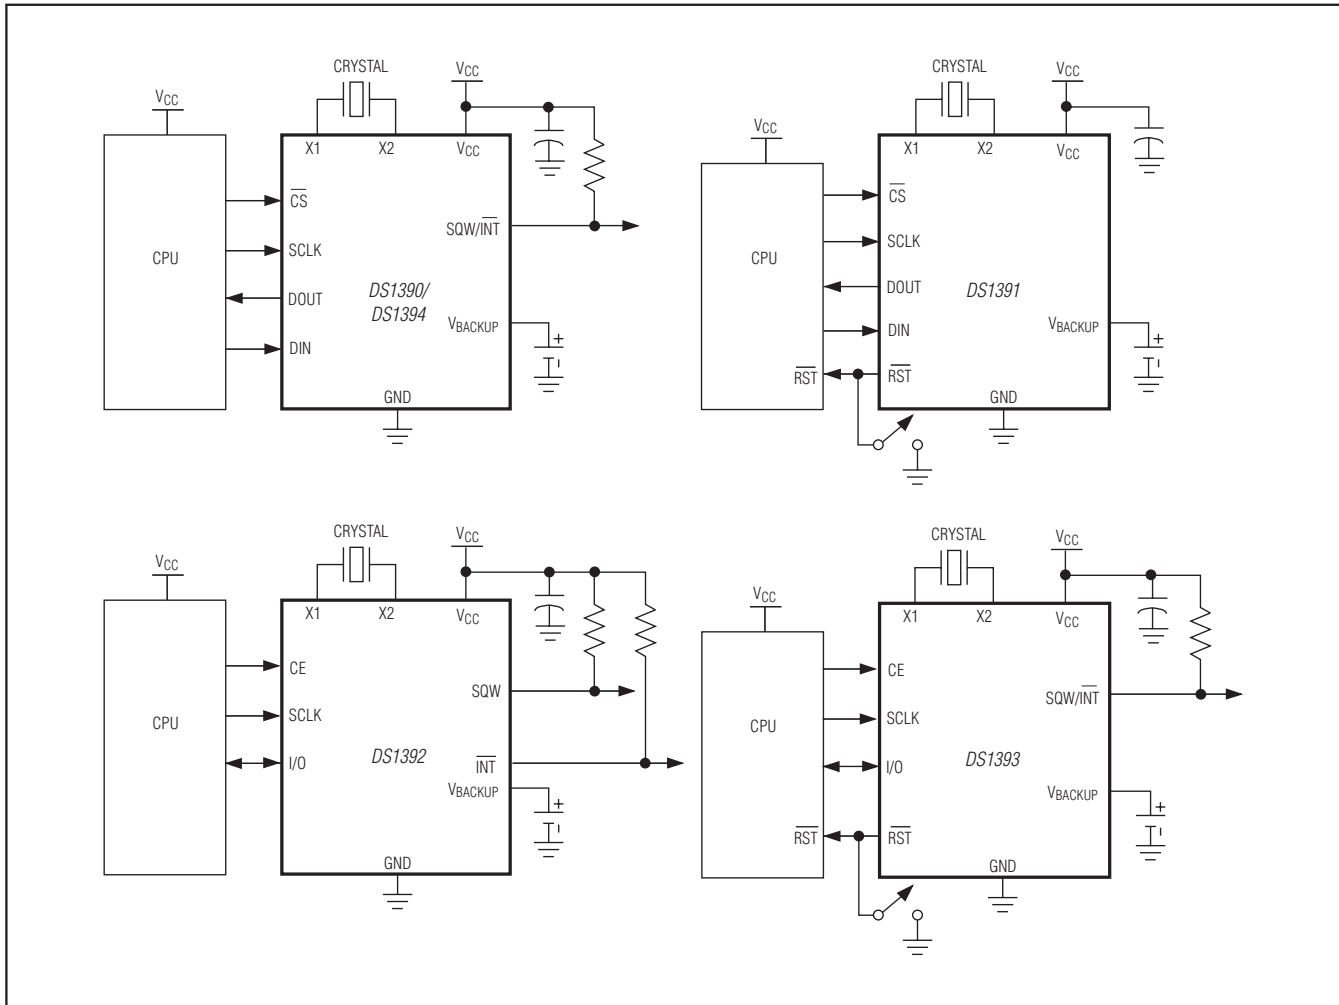 CRYSTAL
VCC
VCC
X1
X2
VCC
CS
SCLK
DOUT
DIN
CPU
DS1390/
DS1394
SQW/INT
VBACKUP
+
GND
CRYSTAL
VCC
VCC
X1
X2
VCC
CS
SCLK
DOUT
DIN
RST
RST
CPU
DS1391
VBACKUP
+
GND
CRYSTAL
VCC
VCC
X1
X2
VCC
CE
SCLK
I/O
CPU
DS1392
SQW
INT
VBACKUP
+
GND
CRYSTAL
VCC
VCC
X1
X2
VCC
CE
SCLK
I/O
RST
RST
CPU
DS1393
SQW/INT
VBACKUP
+
GND